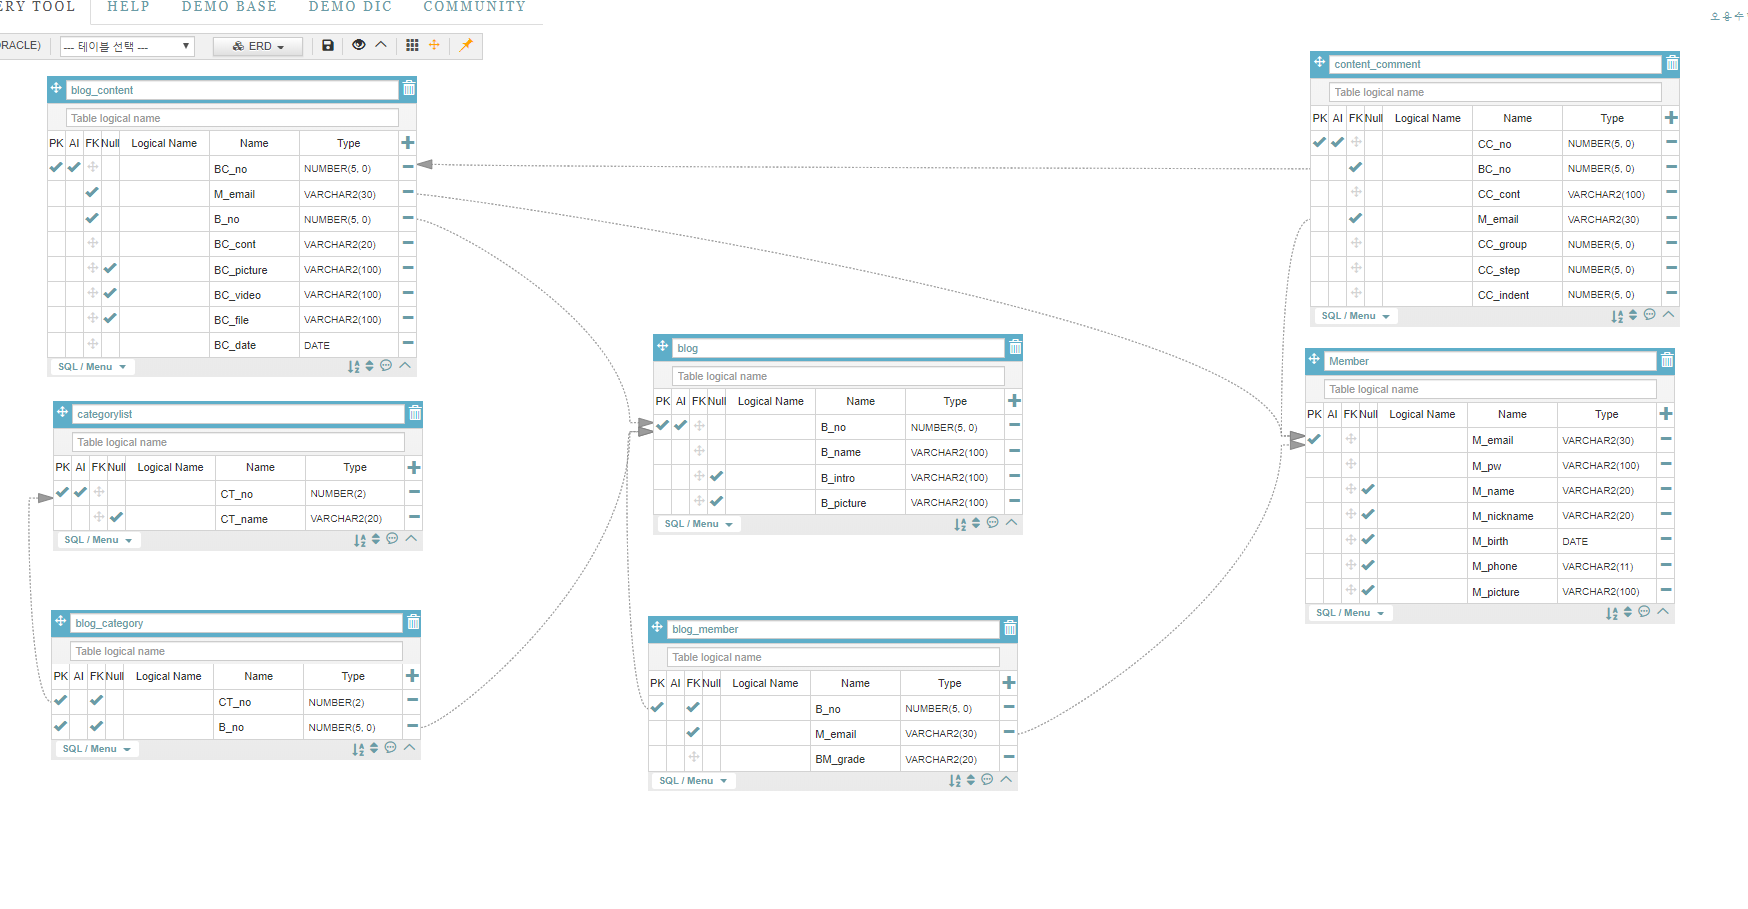 ERY TOOL HELP DEMO BASE DEMO DIC COMMUNITY
오용수
ORACLE) --- 테이블 선택 --- ERD
blog_content
Table logical name
PK AI FK Null Logical Name Name Type
BC_no NUMBER(5, 0)
M_email VARCHAR2(30)
B_no NUMBER(5, 0)
BC_cont VARCHAR2(20)
BC_picture VARCHAR2(100)
BC_video VARCHAR2(100)
BC_file VARCHAR2(100)
BC_date DATE
SQL / Menu
categorylist
Table logical name
PK AI FK Null Logical Name Name Type
CT_no NUMBER(2)
CT_name VARCHAR2(20)
SQL / Menu
blog_category
Table logical name
PK AI FK Null Logical Name Name Type
CT_no NUMBER(2)
B_no NUMBER(5, 0)
SQL / Menu
blog
Table logical name
PK AI FK Null Logical Name Name Type
B_no NUMBER(5, 0)
B_name VARCHAR2(100)
B_intro VARCHAR2(100)
B_picture VARCHAR2(100)
SQL / Menu
blog_member
Table logical name
PK AI FK Null Logical Name Name Type
B_no NUMBER(5, 0)
M_email VARCHAR2(30)
BM_grade VARCHAR2(20)
SQL / Menu
content_comment
Table logical name
PK AI FK Null Logical Name Name Type
CC_no NUMBER(5, 0)
BC_no NUMBER(5, 0)
CC_cont VARCHAR2(100)
M_email VARCHAR2(30)
CC_group NUMBER(5, 0)
CC_step NUMBER(5, 0)
CC_indent NUMBER(5, 0)
SQL / Menu
Member
Table logical name
PK AI FK Null Logical Name Name Type
M_email VARCHAR2(30)
M_pw VARCHAR2(100)
M_name VARCHAR2(20)
M_nickname VARCHAR2(20)
M_birth DATE
M_phone VARCHAR2(11)
M_picture VARCHAR2(100)
SQL / Menu